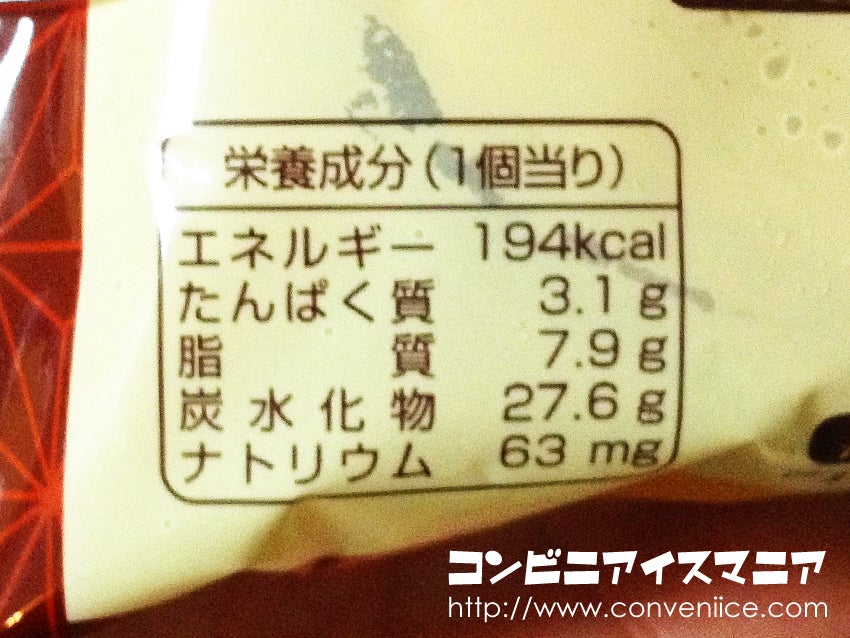 栄養成分(1個当り)
エネルギー 194kcal
たんぱく質 3.1g
脂質 7.9g
炭水化物 27.6g
ナトリウム 63mg
コンビニアイスマニア
http://www.conveniice.com